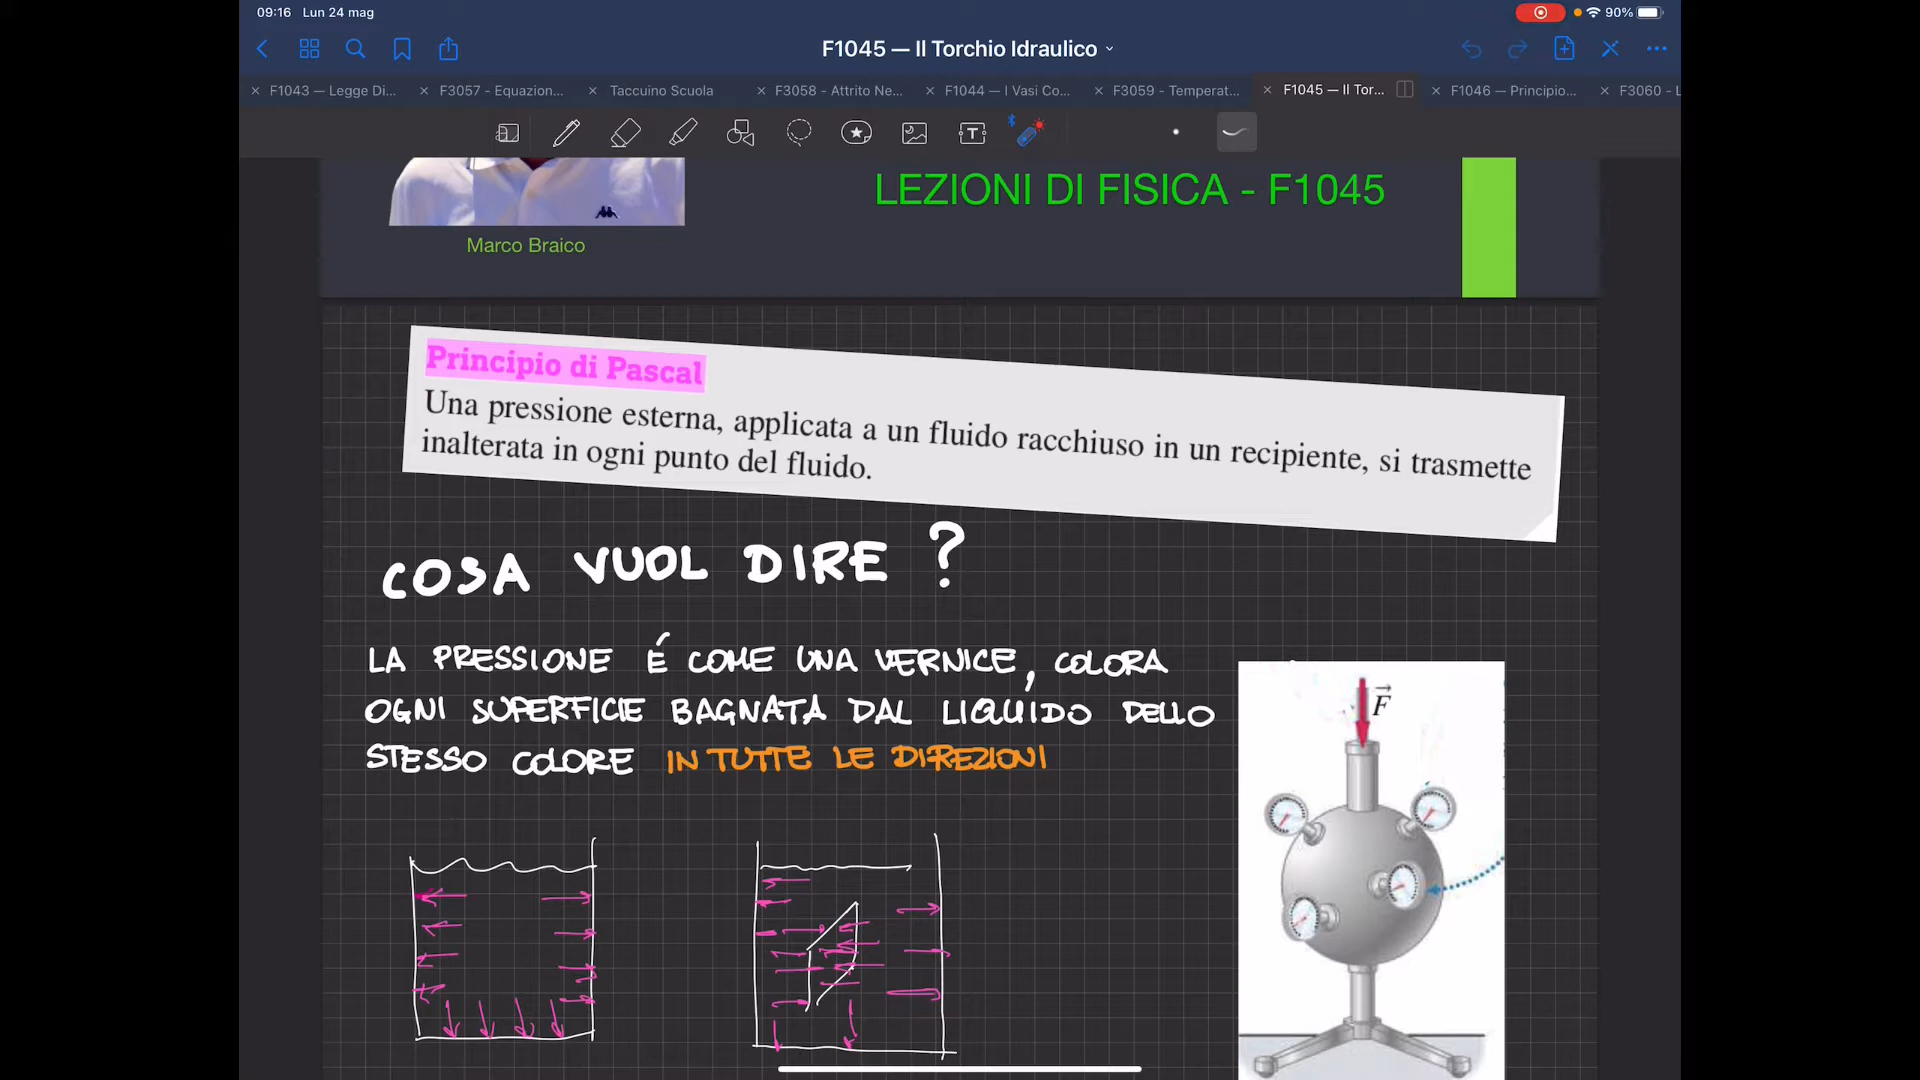 09:16 Lun 24 mag
90%
F1045 — Il Torchio Idraulico
F1043 — Legge Di...
F3057 - Equazion...
Taccuino Scuola
F3058 - Attrito Ne...
F1044 — I Vasi Co...
F3059 - Temperat...
F1045 — Il Tor...
F1046 — Principio...
F3060 - L
T
LEZIONI DI FISICA - F1045
Marco Braico
Principio di Pascal
Una pressione esterna, applicata a un fluido racchiuso in un recipiente, si trasmette
inalterata in ogni punto del fluido.
COSA VUOL DIRE ?
LA PRESSIONE É COME UNA VERNICE, COLORA
OGNI SUPERFICIE BAGNATA DAL LIQUIDO DELLO
STESSO COLORE IN TUTTE LE DIREZIONI
F